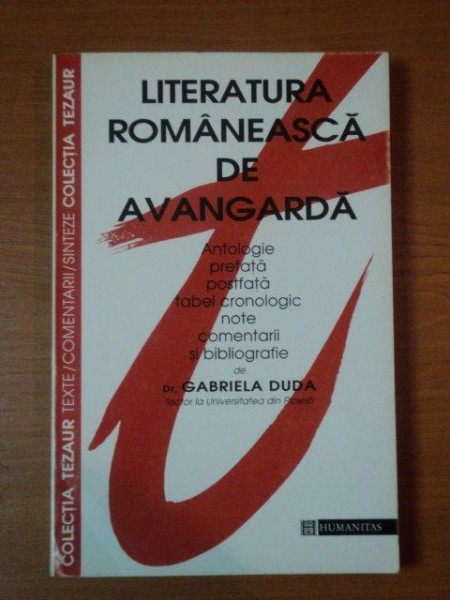 LITERATURA
ROMÂNEASCĂ
DE
AVANGARDĂ
Antologie
prefață
postfață
tabel cronologic
note
comentarii
și bibliografie
de
Dr. GABRIELA DUDA
lector la Universitatea din Ploiești
HUMANITAS
COLECȚIA TEZAUR TEXTE/COMENTARII/SINTEZE COLECȚIA TEZAUR